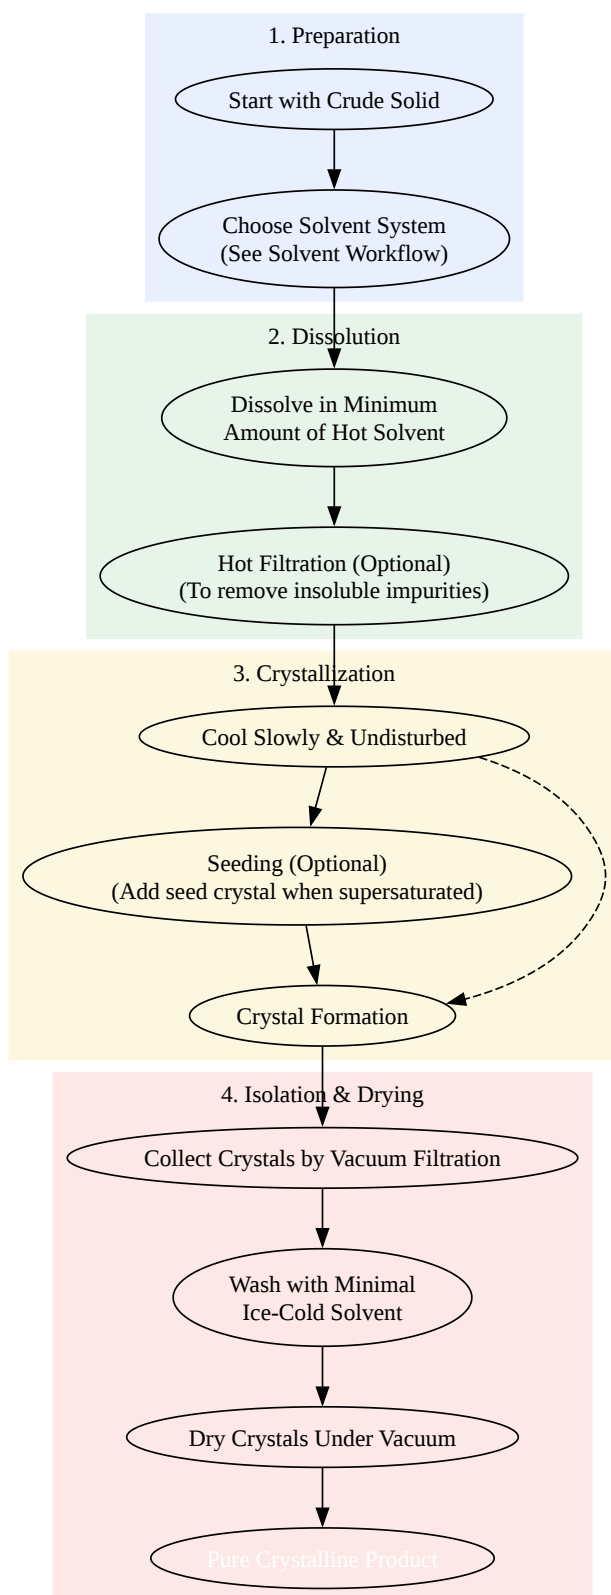 1. Preparation
Start with Crude Solid
Choose Solvent System
(See Solvent Workflow)
2. Dissolution
Dissolve in Minimum
Amount of Hot Solvent
Hot Filtration (Optional)
(To remove insoluble impurities)
3. Crystallization
Cool Slowly & Undisturbed
Seeding (Optional)
(Add seed crystal when supersaturated)
Crystal Formation
4. Isolation & Drying
Collect Crystals by Vacuum Filtration
Wash with Minimal
Ice-Cold Solvent
Dry Crystals Under Vacuum
Pure Crystalline Product